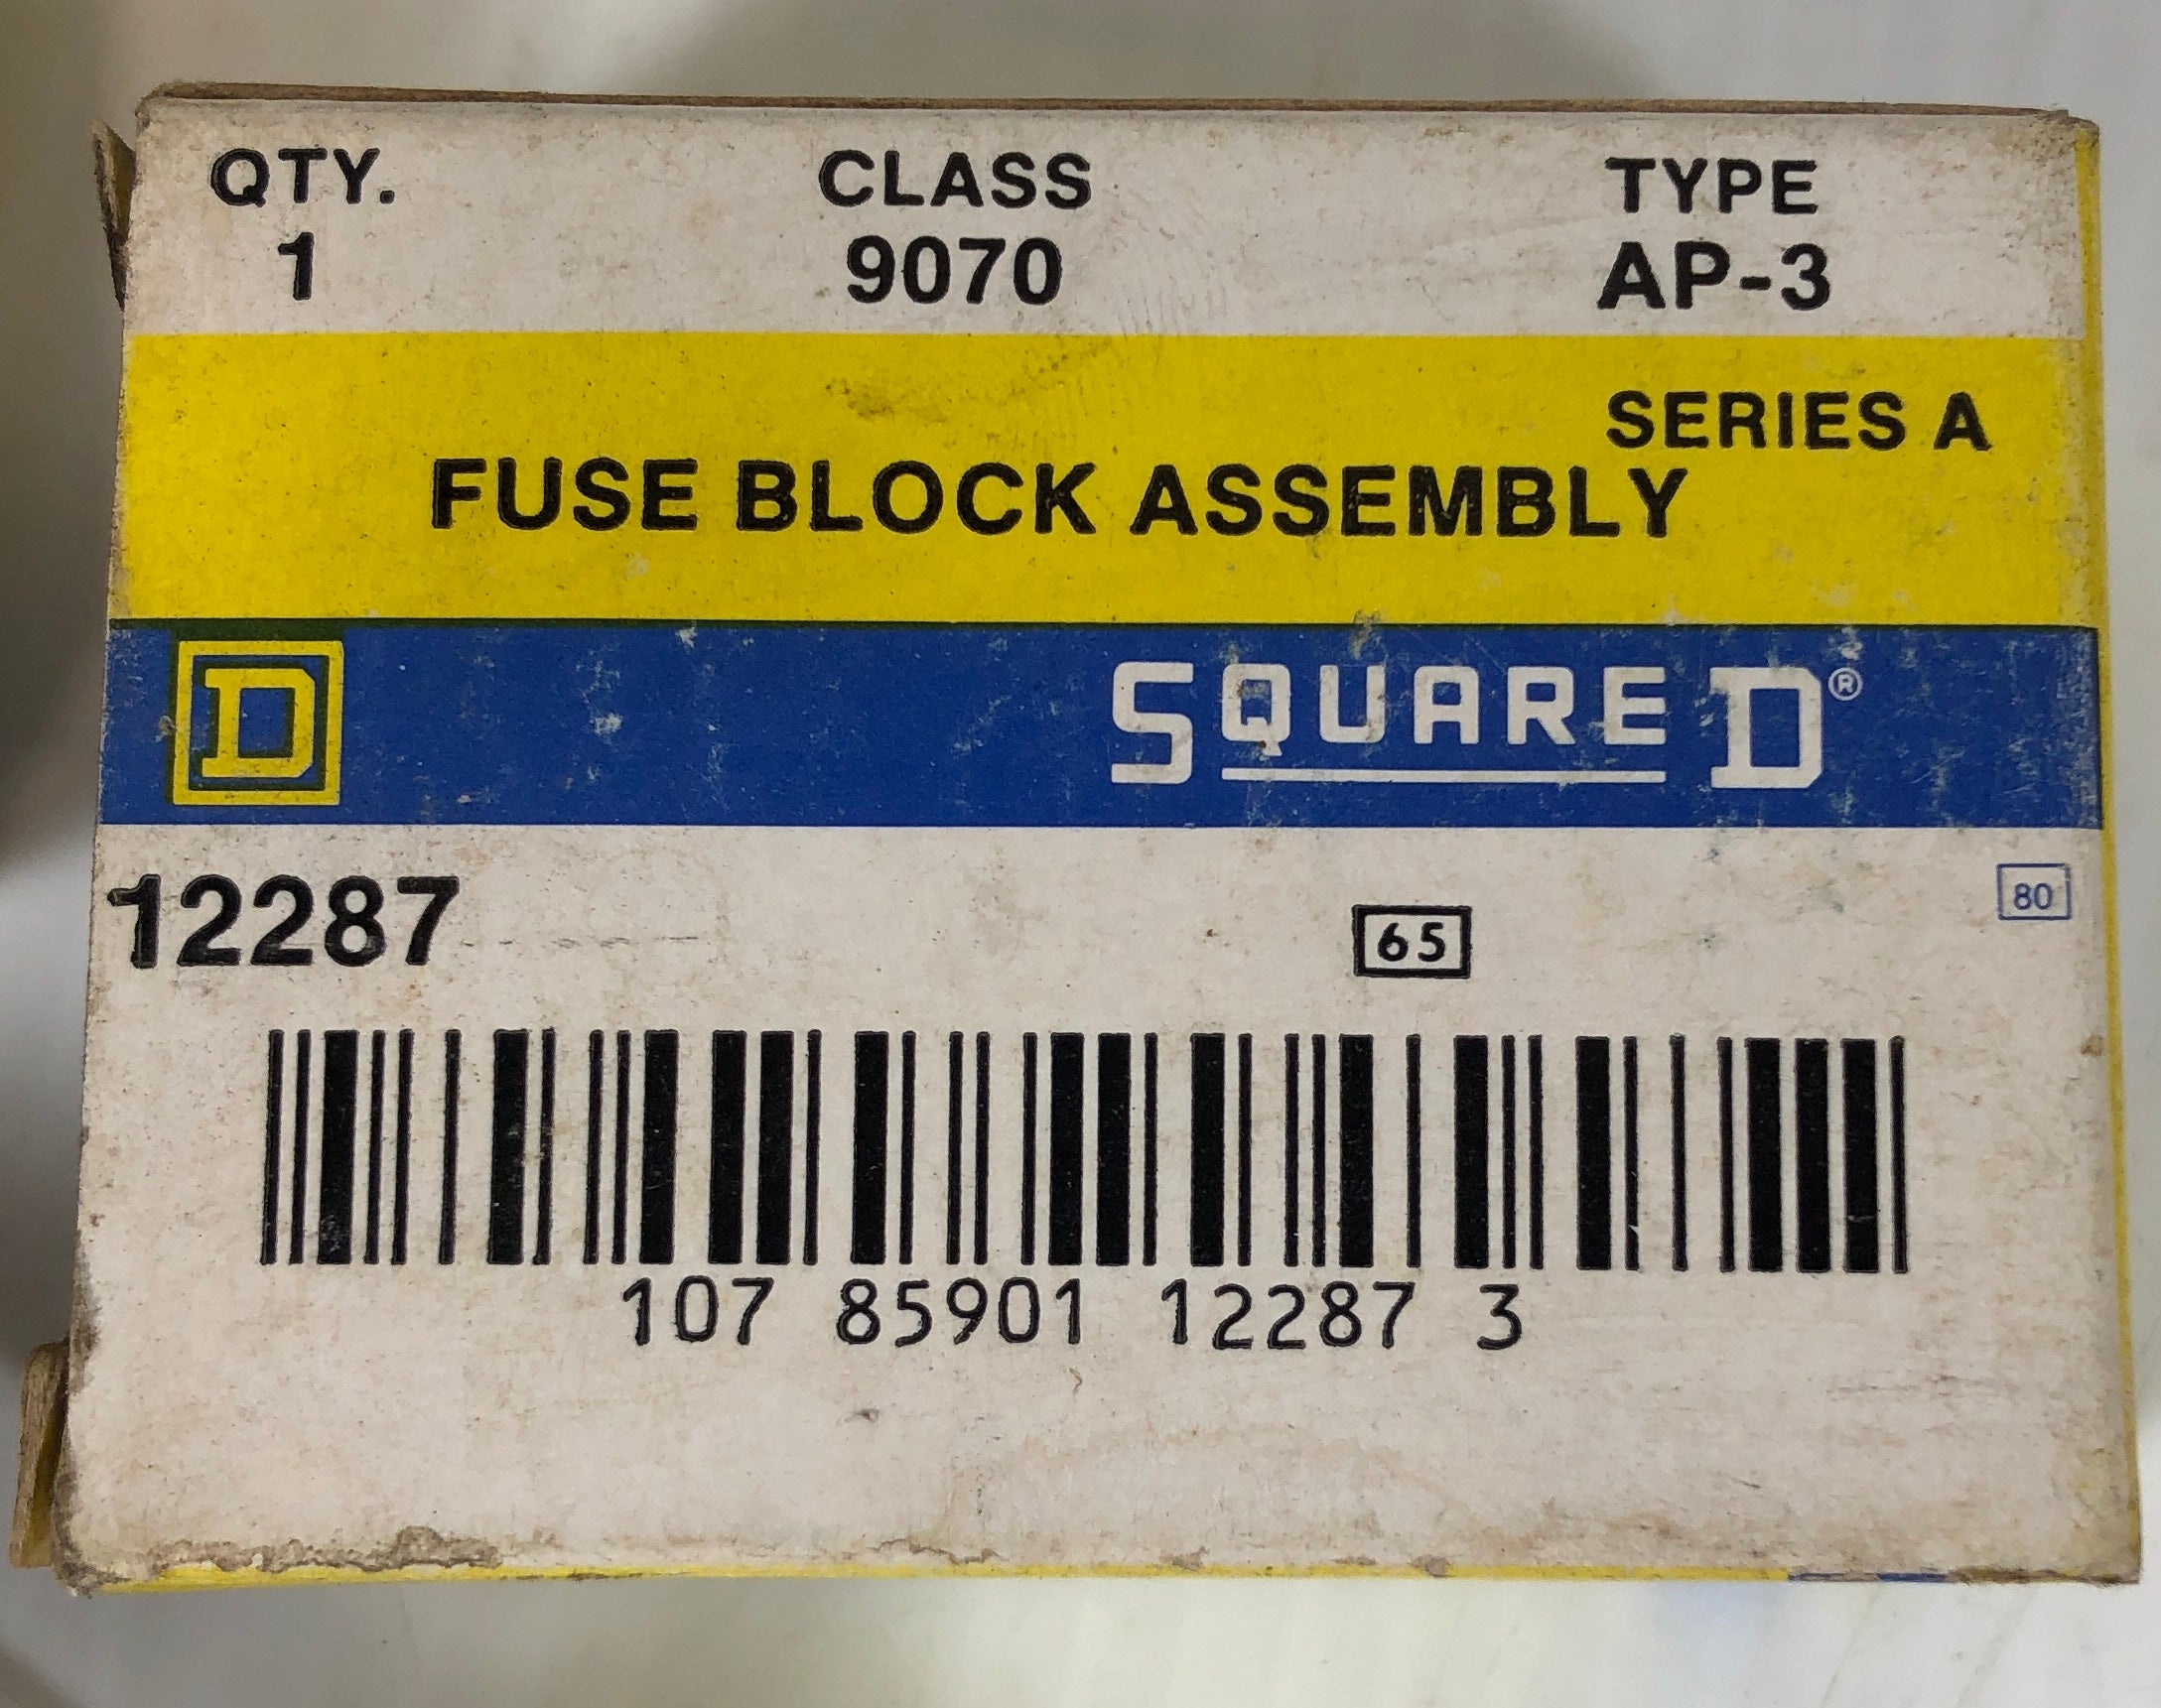 QTY. CLASS TYPE
1 9070 AP-3
SERIES A
FUSE BLOCK ASSEMBLY
D SQUARE D®
12287 65 80
107 85901 12287 3